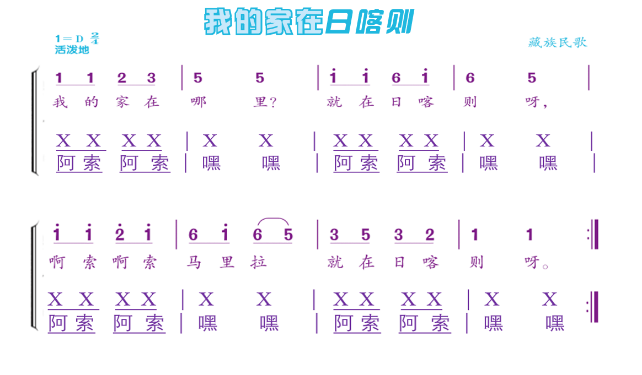 我的家在日喀则
1=D 2/4
活泼地
藏族民歌
1 1 2 3 | 5 5 | i i 6 i | 6 5 |
我 的 家 在 哪 里? 就 在 日 喀 则 呀,
X X X X | X X | X X X X | X X |
阿 索 阿 索 | 嘿 嘿 | 阿 索 阿 索 | 嘿 嘿 |
i i 2̇ i | 6 i 6 5 | 3 5 3 2 | 1 1 :‖
啊 索 啊 索 马 里 拉 就 在 日 喀 则 呀。
X X X X | X X | X X X X | X X :‖
阿 索 阿 索 | 嘿 嘿 | 阿 索 阿 索 | 嘿 嘿